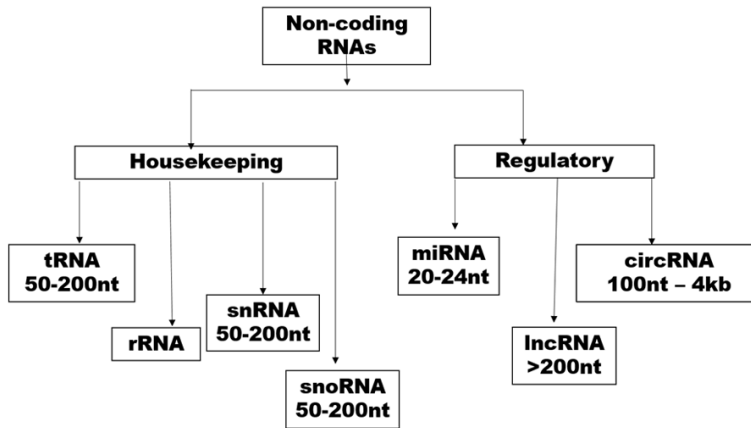 Non-coding
RNAs
Housekeeping
Regulatory
tRNA
50-200nt
rRNA
snRNA
50-200nt
snoRNA
50-200nt
miRNA
20-24nt
lncRNA
>200nt
circRNA
100nt – 4kb